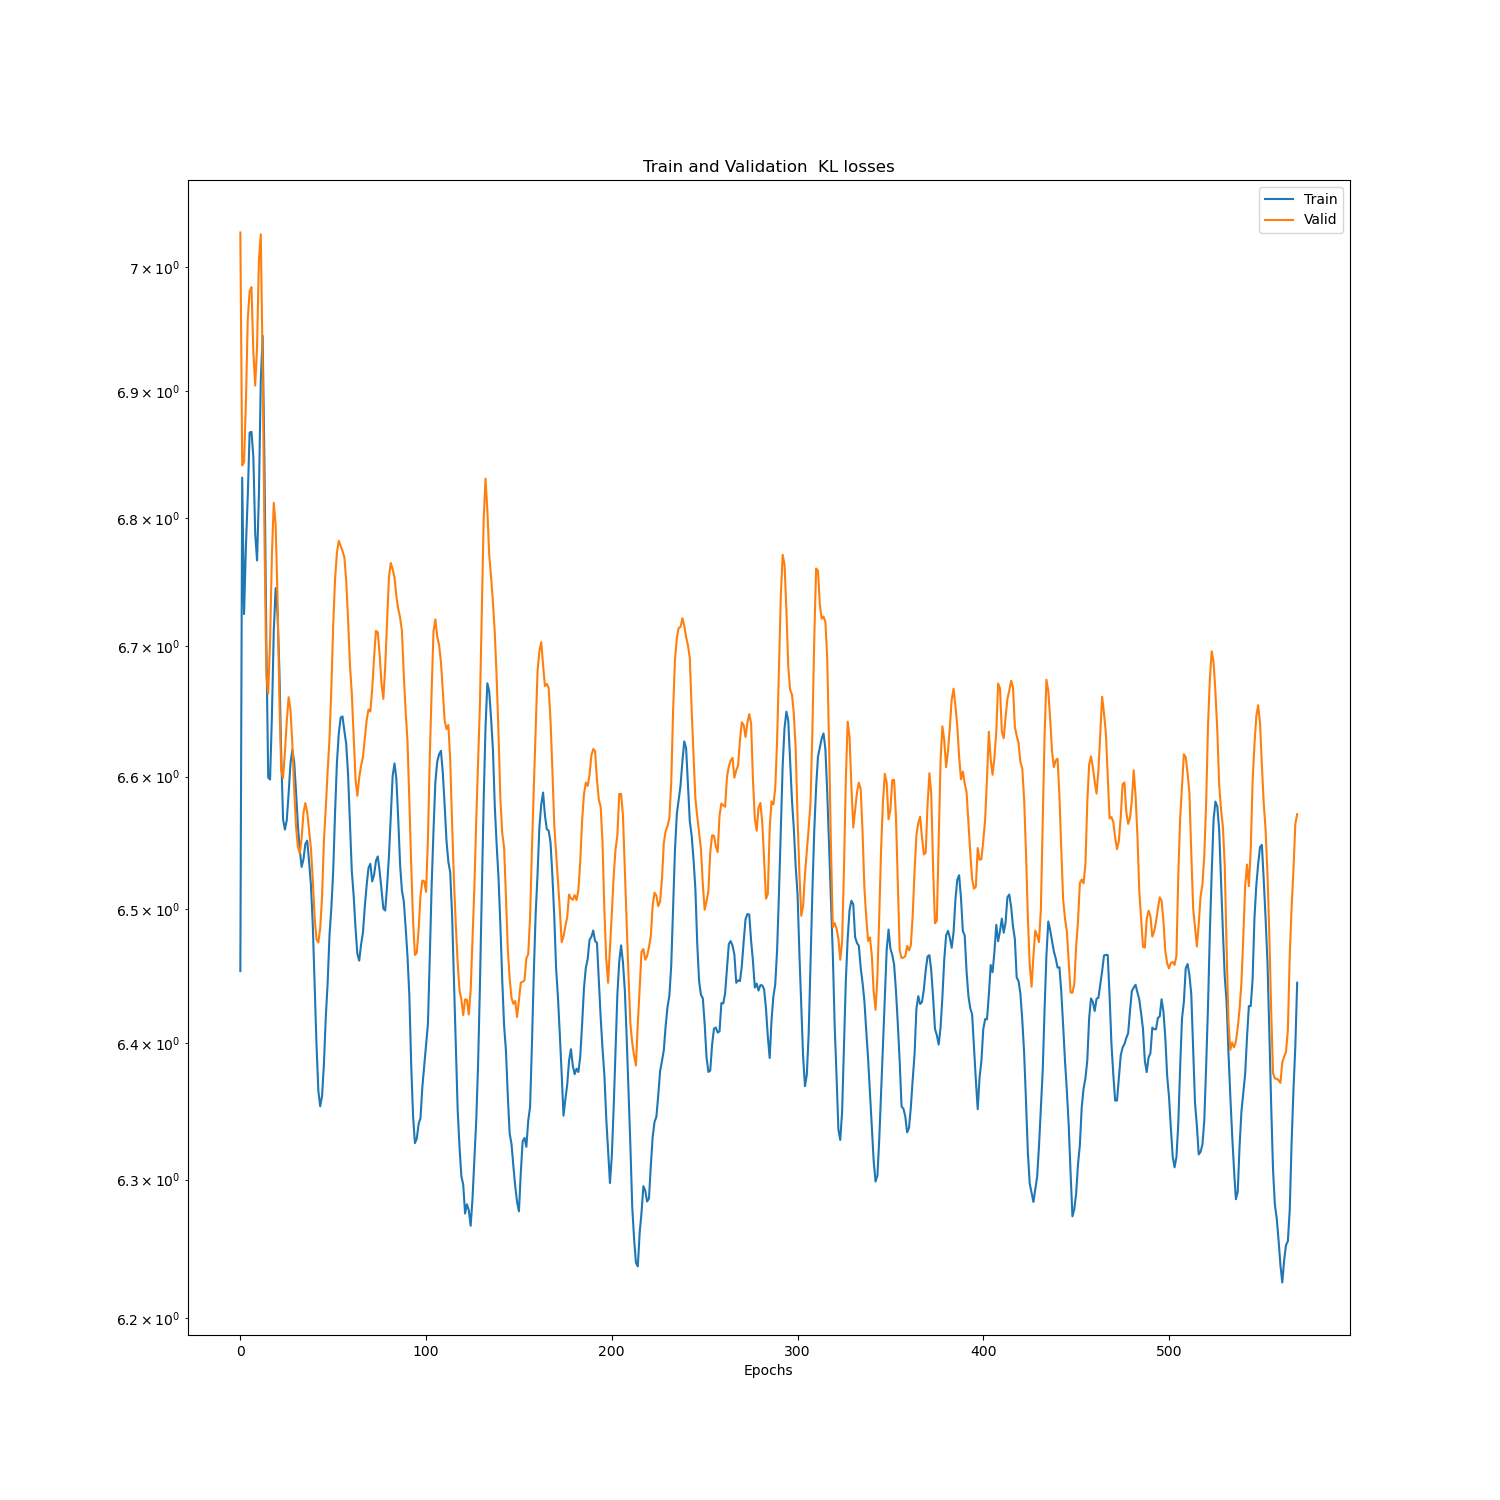 Train and Validation  KL losses
Train
Valid
7 × 10⁰
6.9 × 10⁰
6.8 × 10⁰
6.7 × 10⁰
6.6 × 10⁰
6.5 × 10⁰
6.4 × 10⁰
6.3 × 10⁰
6.2 × 10⁰
0 100 200 300 400 500
Epochs